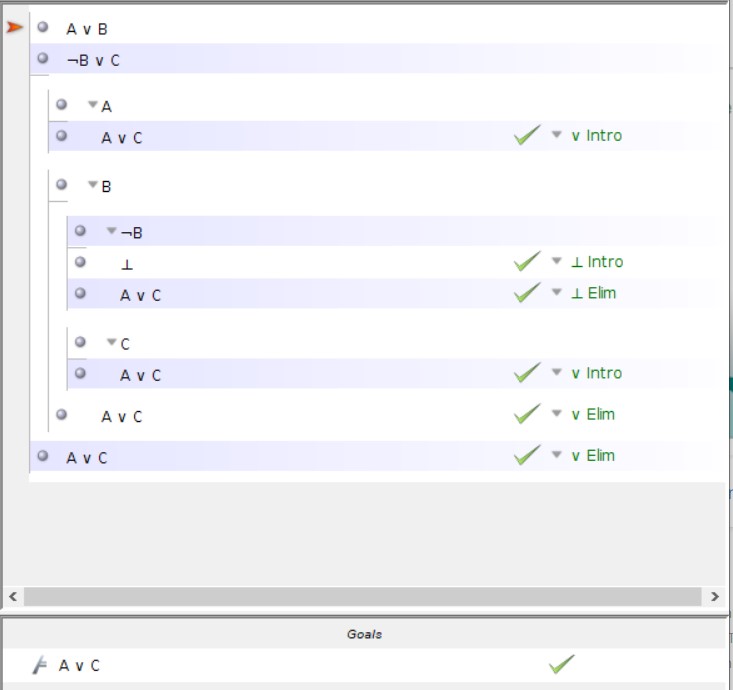 A ∨ B
¬B ∨ C
A
A ∨ C ∨ Intro
B
¬B
⊥ ⊥ Intro
A ∨ C ⊥ Elim
C
A ∨ C ∨ Intro
A ∨ C ∨ Elim
A ∨ C ∨ Elim
Goals
A ∨ C